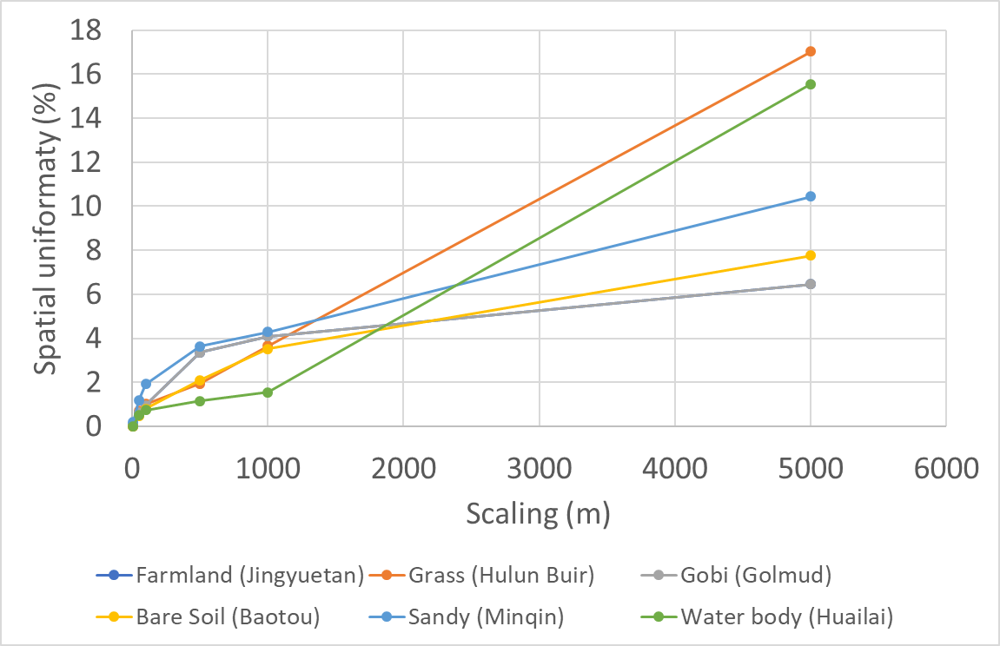 Spatial uniformaty (%)
18
16
14
12
10
8
6
4
2
0
0 1000 2000 3000 4000 5000 6000
Scaling (m)
Farmland (Jingyuetan) Grass (Hulun Buir) Gobi (Golmud)
Bare Soil (Baotou) Sandy (Minqin) Water body (Huailai)